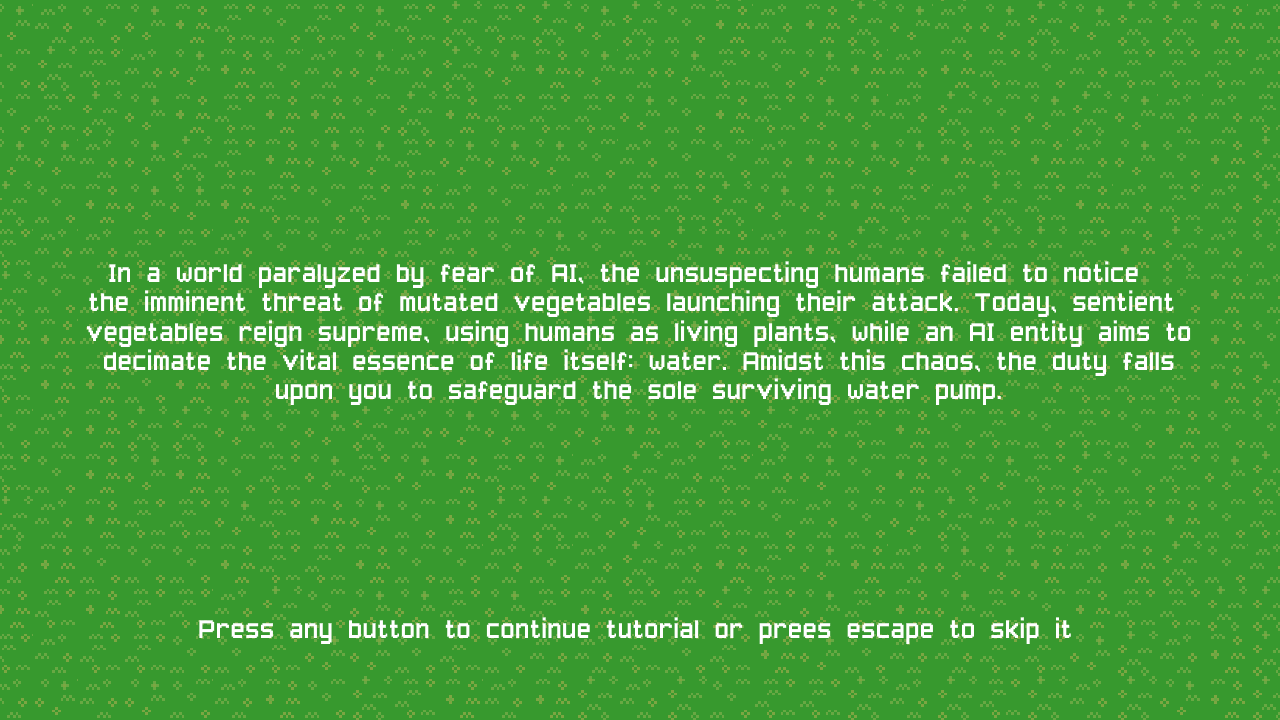 In a world paralyzed by fear of AI, the unsuspecting humans failed to notice
the imminent threat of mutated vegetables launching their attack. Today, sentient
vegetables reign supreme, using humans as living plants, while an AI entity aims to
decimate the vital essence of life itself: water. Amidst this chaos, the duty falls
upon you to safeguard the sole surviving water pump.
Press any button to continue tutorial or prees escape to skip it